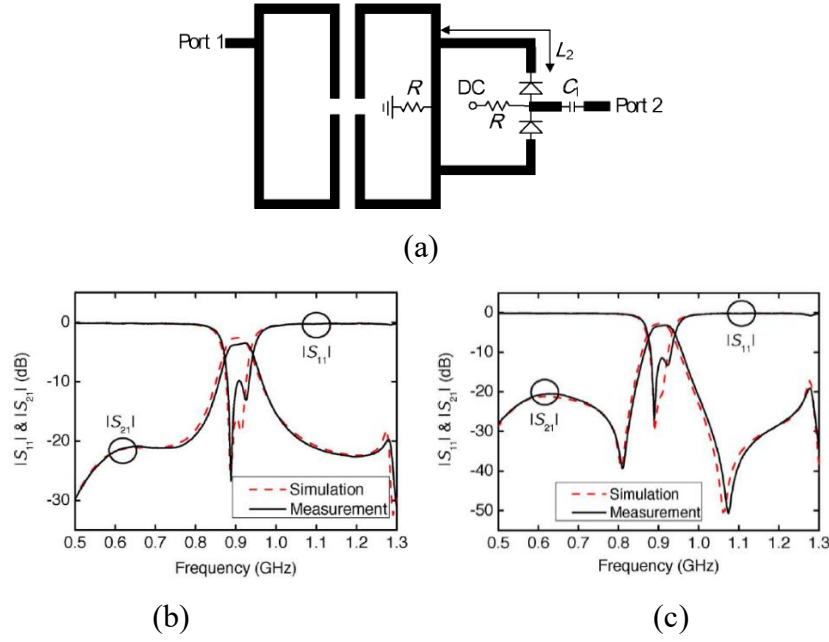 Port 1
L2
R
DC
R
C1
Port 2
(a)
0
-10
-20
-30
|S11| & |S21| (dB)
|S11|
|S21|
Simulation
Measurement
0.5 0.6 0.7 0.8 0.9 1.0 1.1 1.2 1.3
Frequency (GHz)
(b)
0
-10
-20
-30
-40
-50
|S11| & |S21| (dB)
|S11|
|S21|
Simulation
Measurement
0.5 0.6 0.7 0.8 0.9 1.0 1.1 1.2 1.3
Frequency (GHz)
(c)